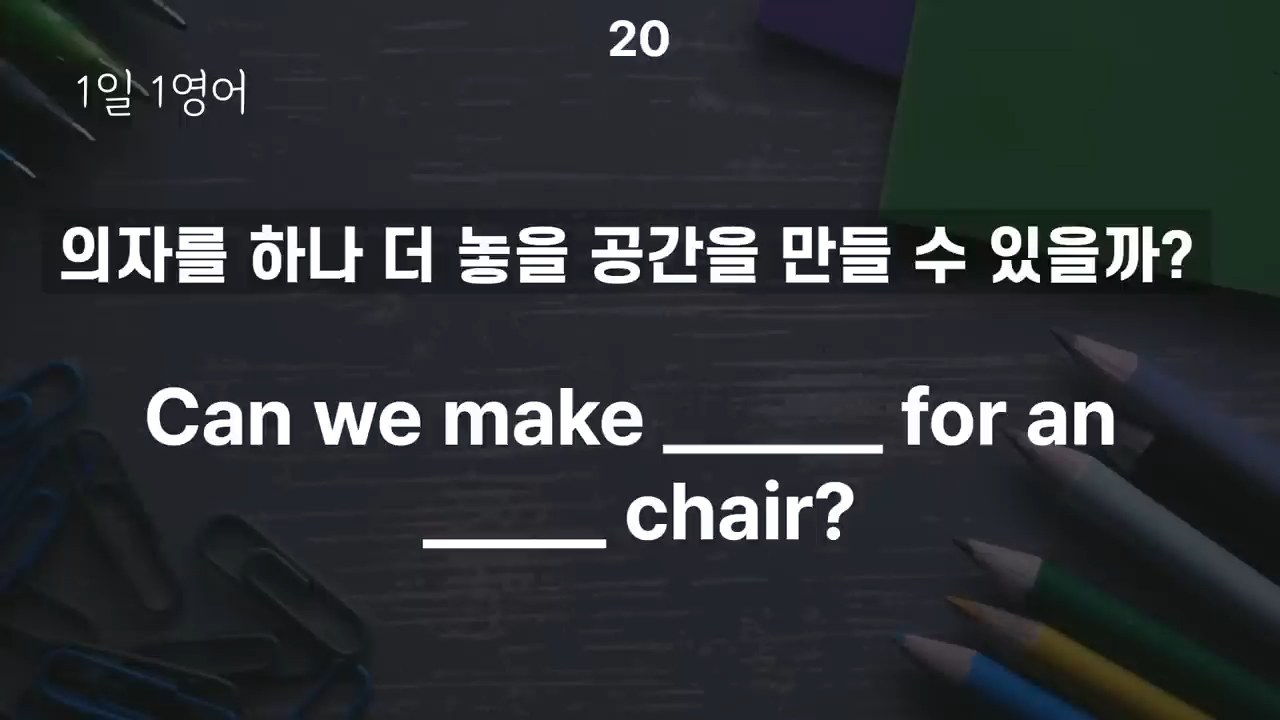 20
1일 1영어
의자를 하나 더 놓을 공간을 만들 수 있을까?
Can we make ______ for an
_____ chair?